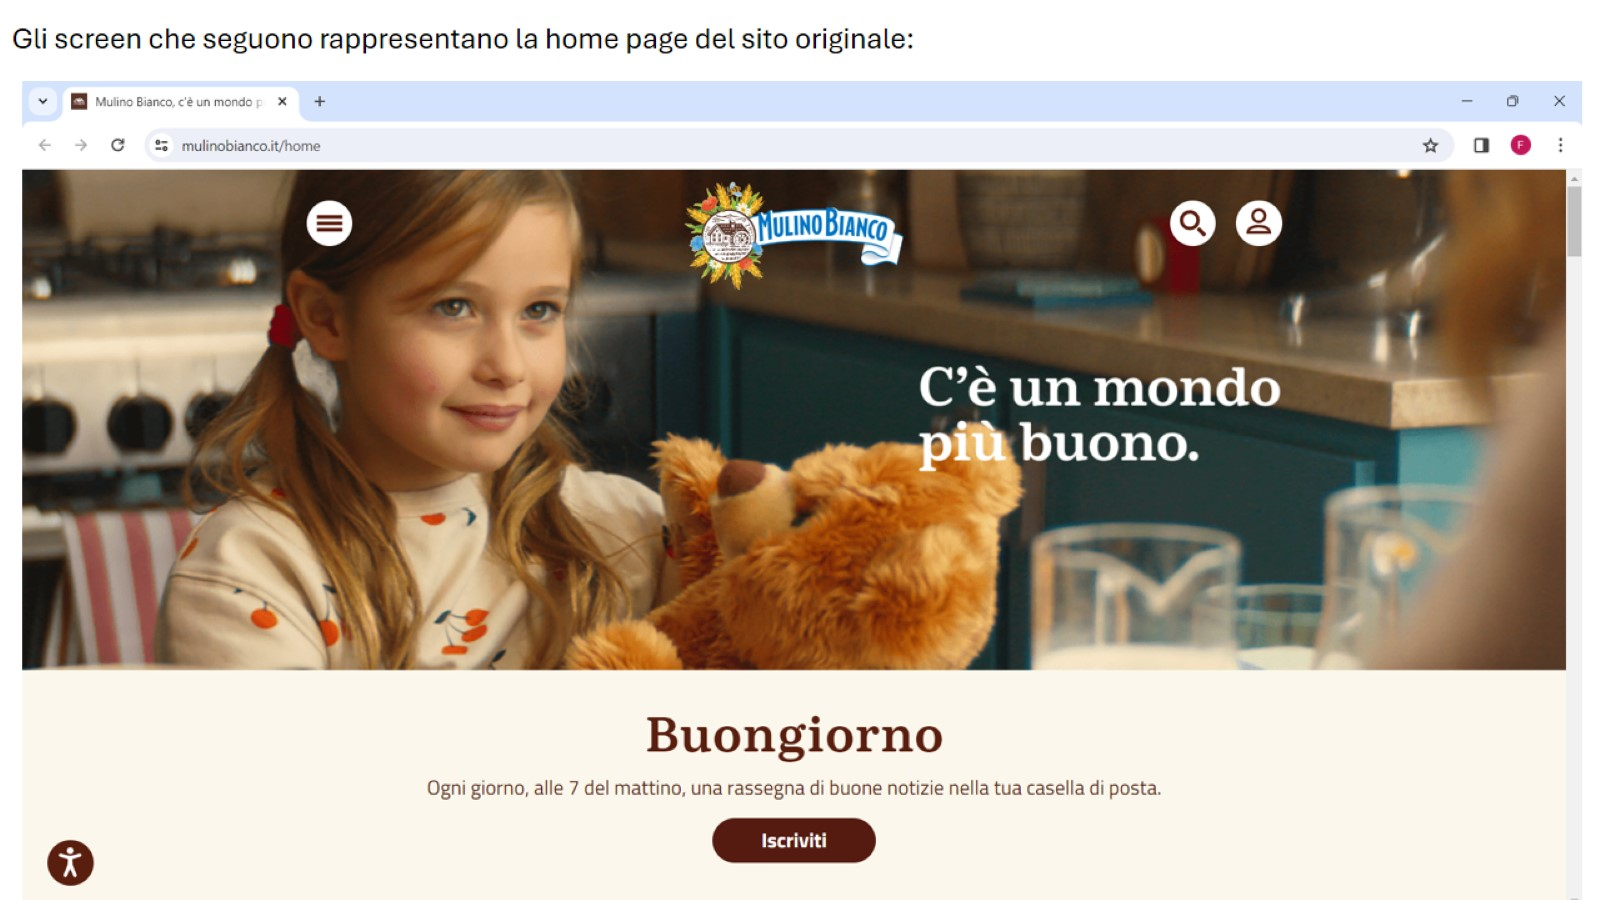 Gli screen che seguono rappresentano la home page del sito originale:
Mulino Bianco, c'è un mondo p
mulinobianco.it/home
F
MULINO BIANCO
C'è un mondo
più buono.
Buongiorno
Ogni giorno, alle 7 del mattino, una rassegna di buone notizie nella tua casella di posta.
Iscriviti